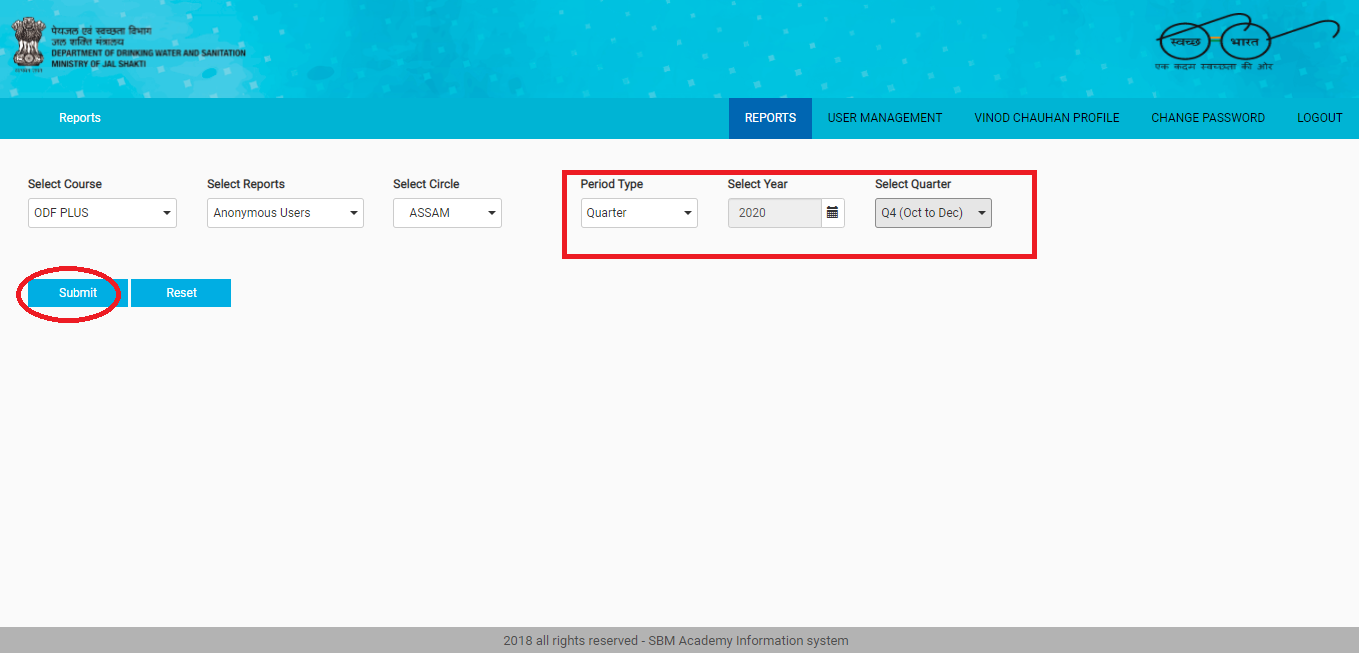 पेयजल एवं स्वच्छता विभाग
जल शक्ति मंत्रालय
DEPARTMENT OF DRINKING WATER AND SANITATION
MINISTRY OF JAL SHAKTI
स्वच्छ भारत
एक कदम स्वच्छता की ओर
Reports
REPORTS USER MANAGEMENT VINOD CHAUHAN PROFILE CHANGE PASSWORD LOGOUT
Select Course Select Reports Select Circle Period Type Select Year Select Quarter
ODF PLUS Anonymous Users ASSAM Quarter 2020 Q4 (Oct to Dec)
Submit Reset
2018 all rights reserved - SBM Academy Information system